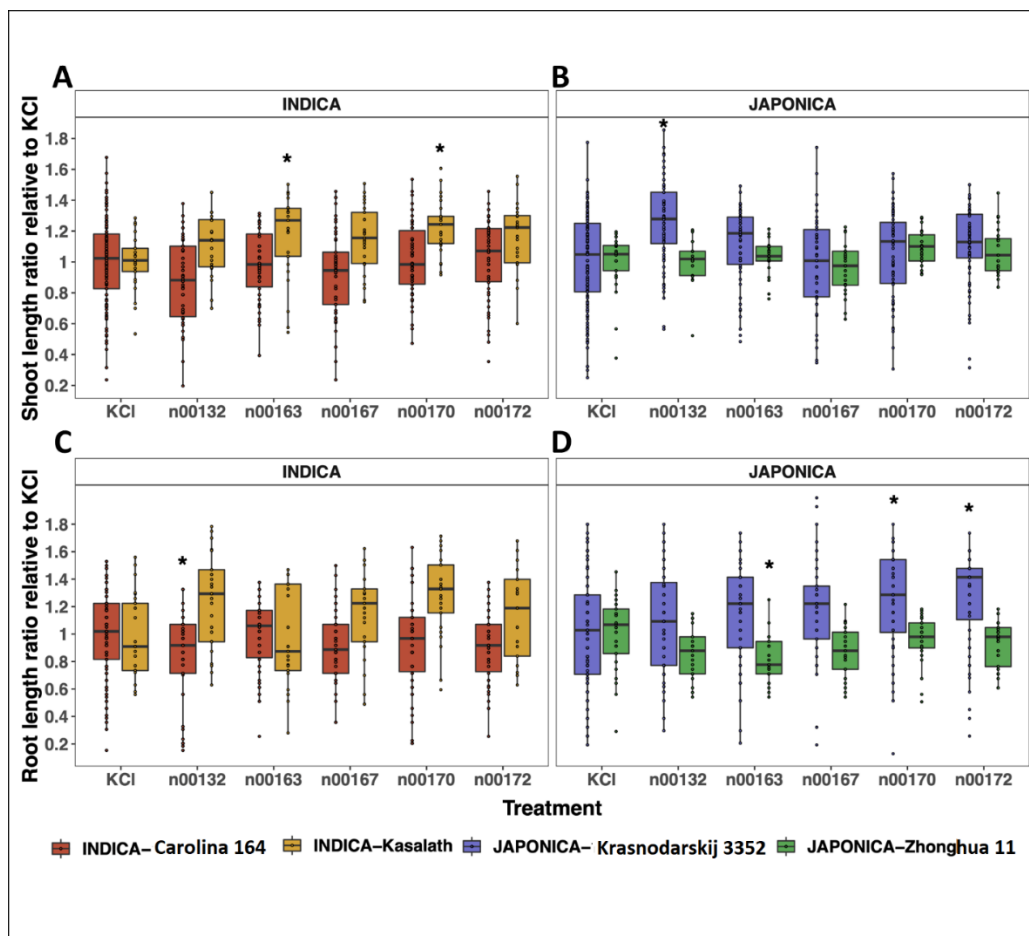 A
B
INDICA
JAPONICA
Shoot length ratio relative to KCl
1.8
1.6
1.4
1.2
1
0.8
0.6
0.4
0.2
*
*
*
KCl n00132 n00163 n00167 n00170 n00172
KCl n00132 n00163 n00167 n00170 n00172
C
D
INDICA
JAPONICA
Root length ratio relative to KCl
1.8
1.6
1.4
1.2
1
0.8
0.6
0.4
0.2
*
*
*
*
KCl n00132 n00163 n00167 n00170 n00172
KCl n00132 n00163 n00167 n00170 n00172
Treatment
INDICA– Carolina 164 INDICA–Kasalath JAPONICA– Krasnodarskij 3352 JAPONICA–Zhonghua 11